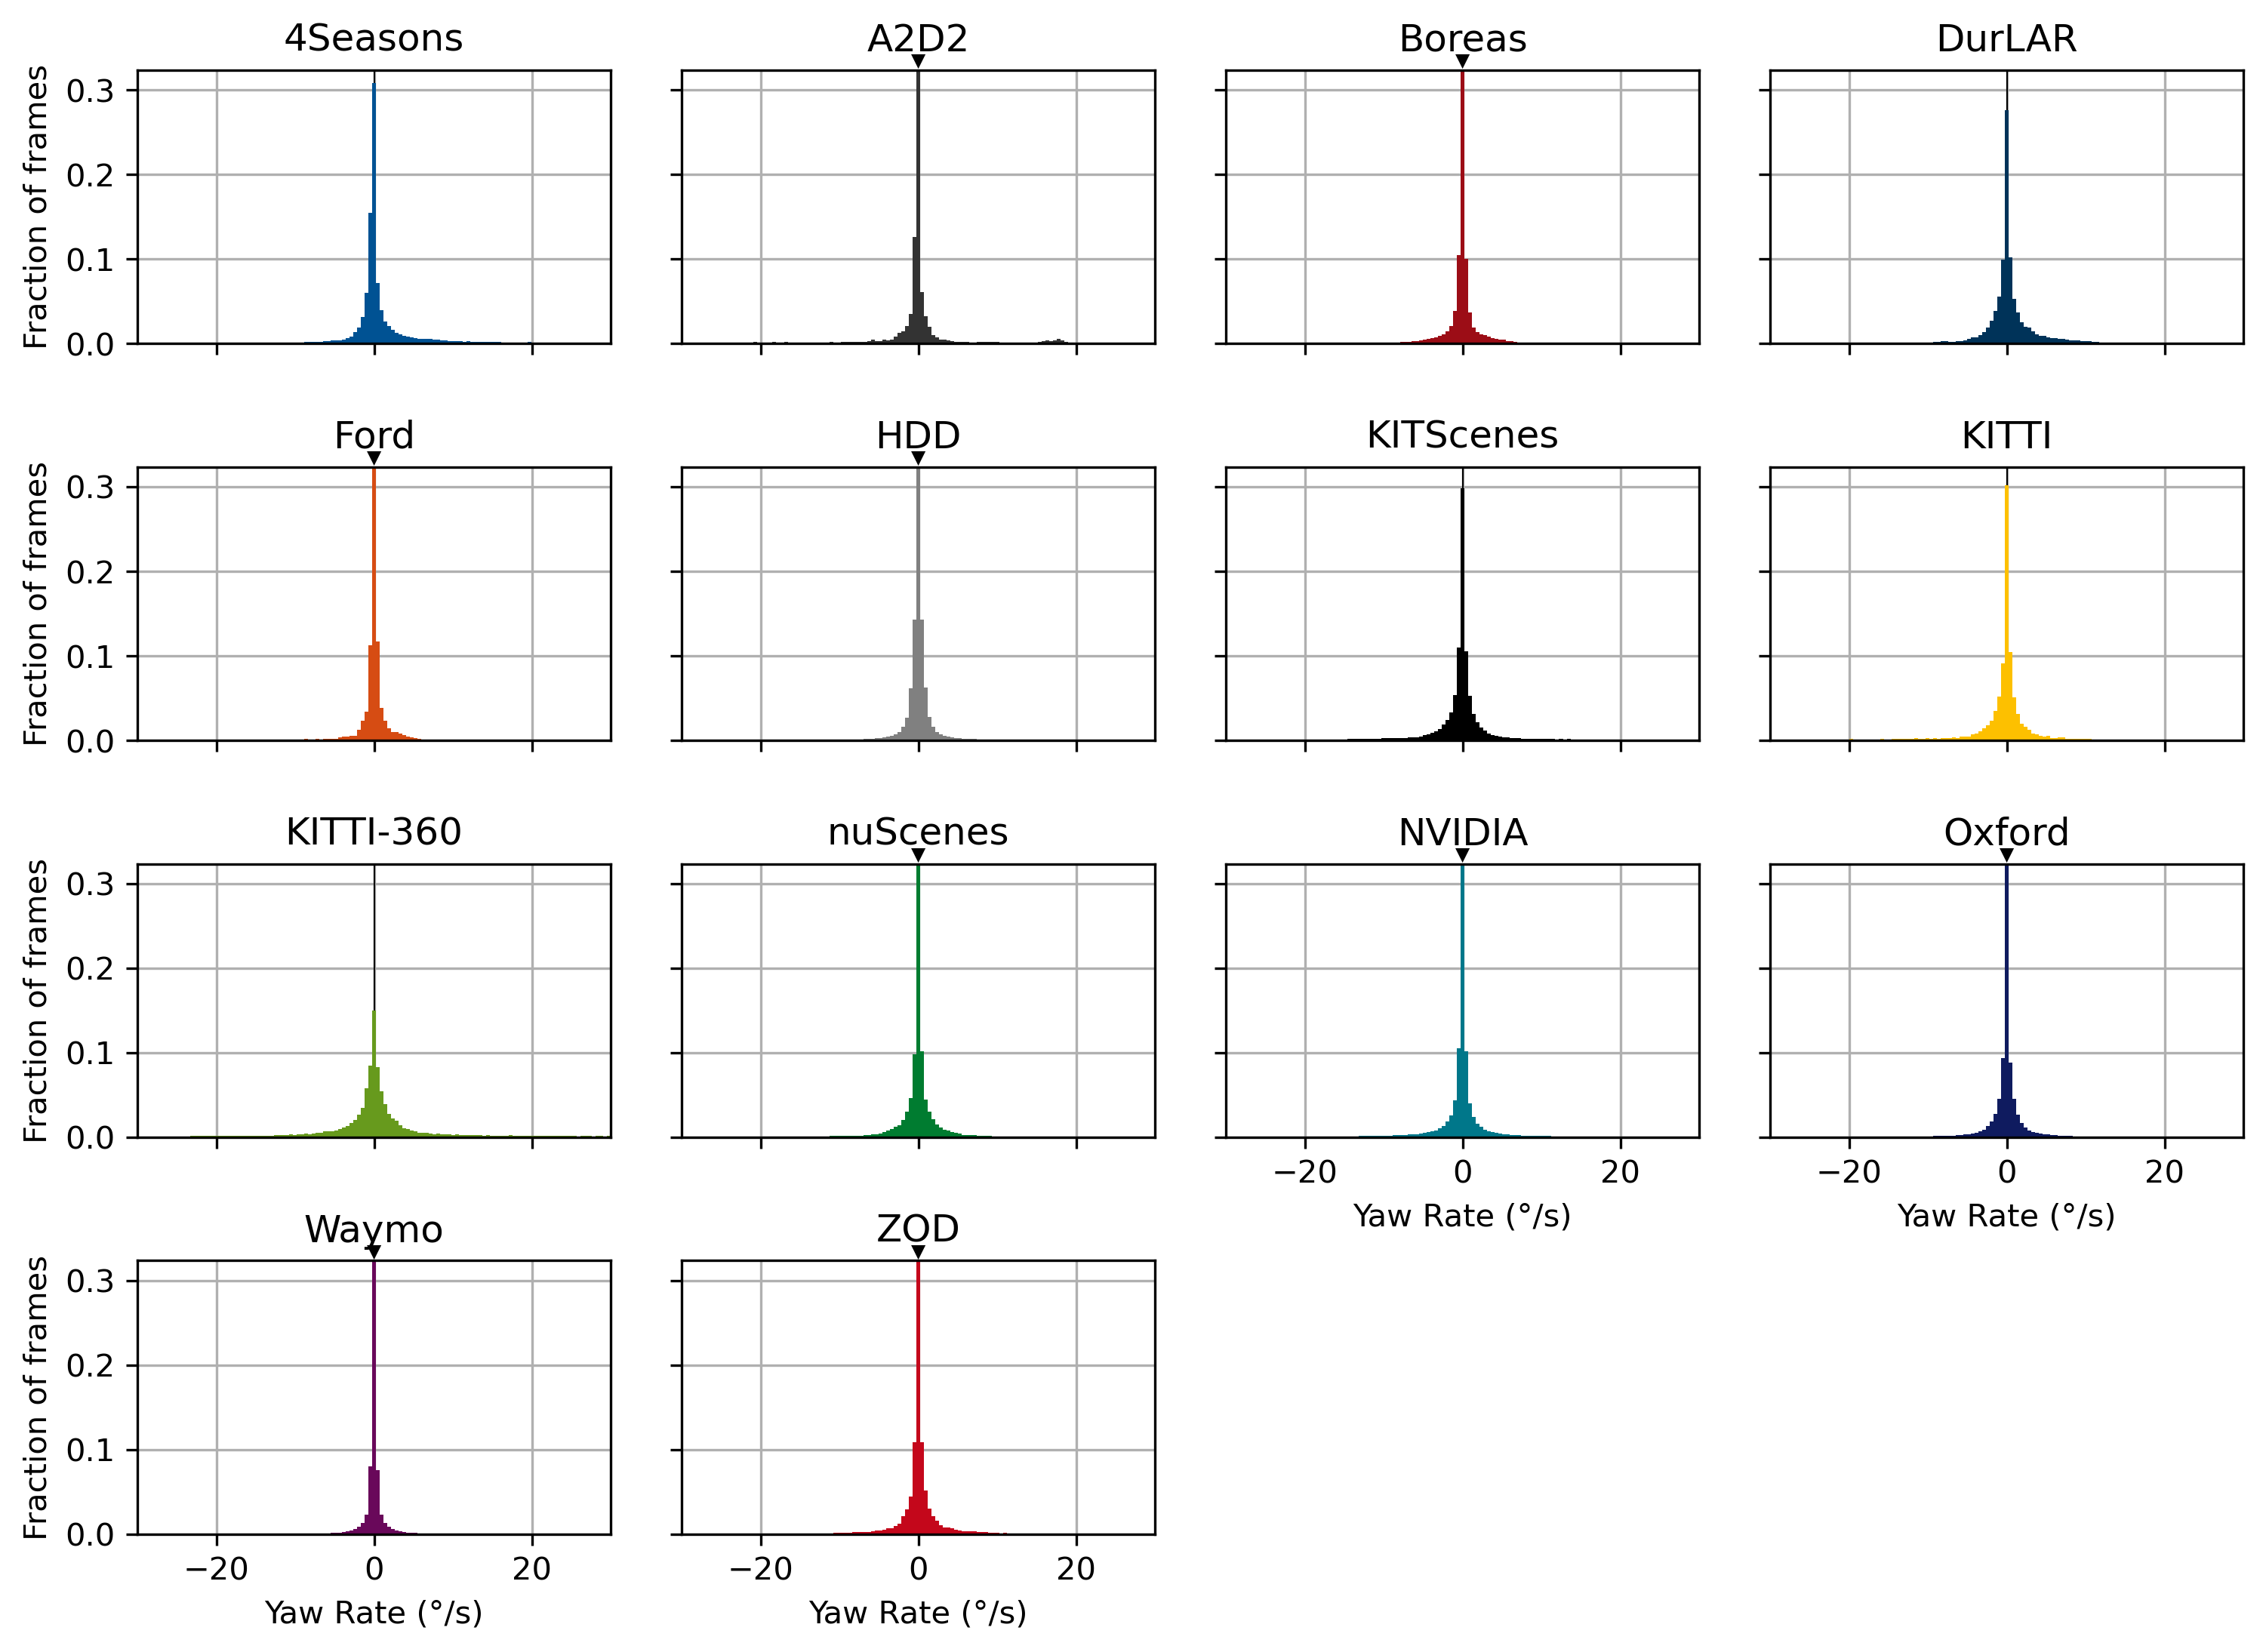 4Seasons
A2D2
Boreas
DurLAR
Fraction of frames
0.3
0.2
0.1
0.0
Ford
HDD
KITScenes
KITTI
Fraction of frames
0.3
0.2
0.1
0.0
KITTI-360
nuScenes
NVIDIA
Oxford
Fraction of frames
0.3
0.2
0.1
0.0
−20 0 20
Yaw Rate (°/s)
−20 0 20
Yaw Rate (°/s)
Waymo
ZOD
Fraction of frames
0.3
0.2
0.1
0.0
−20 0 20
Yaw Rate (°/s)
−20 0 20
Yaw Rate (°/s)